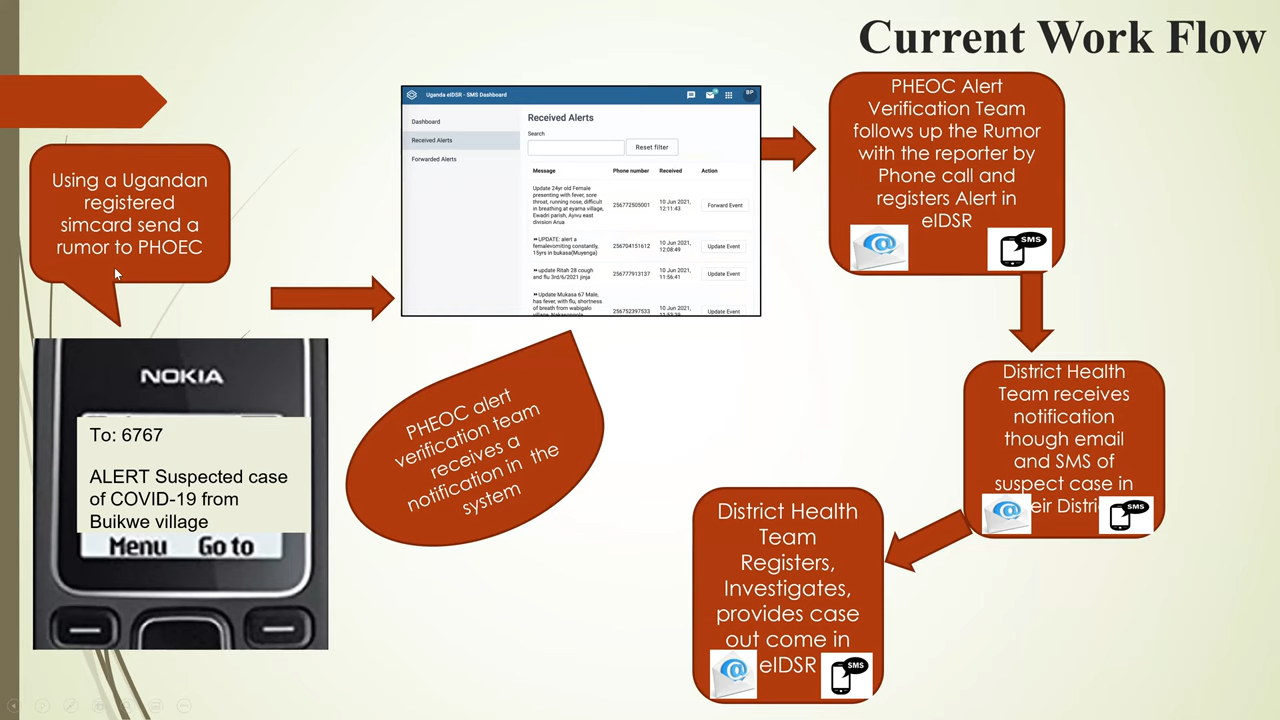 Current Work Flow
Using a Ugandan
registered
simcard send a
rumor to PHOEC
NOKIA
To: 6767
ALERT Suspected case
of COVID-19 from
Buikwe village
Menu Go to
Uganda eIDSR - SMS Dashboard
BP
Dashboard
Received Alerts
Forwarded Alerts
Received Alerts
Search
Reset filter
Message Phone number Received Action
Update 24yr old Female
presenting with fever, sore
throat, running nose, difficult
in breathing at eyama village,
Ewadri parish, Ayivu east
division Arua
256772505001
10 Jun 2021,
12:11:43
Forward Event
UPDATE: alert a
femalevomiting constantly,
15yrs in bukasa(Muyenga)
256704151612
10 Jun 2021,
12:08:49
Update Event
update Ritah 28 cough
and flu 3rd/6/2021 jinja
256777913137
10 Jun 2021,
11:56:41
Update Event
Update Mukasa 67 Male,
has fever, with flu, shortness
of breath from wabigalo
256752397533
10 Jun 2021,
Update Event
PHEOC alert
verification team
receives a
notification in the
system
PHEOC Alert
Verification Team
follows up the Rumor
with the reporter by
Phone call and
registers Alert in
eIDSR
SMS
District Health
Team receives
notification
though email
and SMS of
suspect case in
eir Distri
SMS
District Health
Team
Registers,
Investigates,
provides case
out come in
eIDSR
SMS